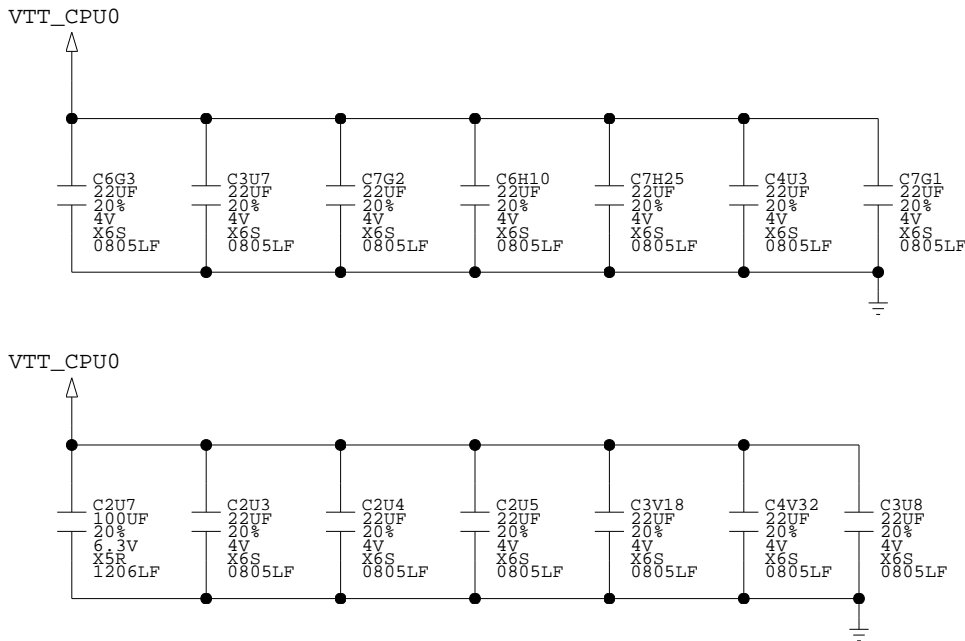 VTT_CPU0
C6G3
22UF
20%
4V
X6S
0805LF
C3U7
22UF
20%
4V
X6S
0805LF
C7G2
22UF
20%
4V
X6S
0805LF
C6H10
22UF
20%
4V
X6S
0805LF
C7H25
22UF
20%
4V
X6S
0805LF
C4U3
22UF
20%
4V
X6S
0805LF
C7G1
22UF
20%
4V
X6S
0805LF
VTT_CPU0
C2U7
100UF
20%
6.3V
X5R
1206LF
C2U3
22UF
20%
4V
X6S
0805LF
C2U4
22UF
20%
4V
X6S
0805LF
C2U5
22UF
20%
4V
X6S
0805LF
C3V18
22UF
20%
4V
X6S
0805LF
C4V32
22UF
20%
4V
X6S
0805LF
C3U8
22UF
20%
4V
X6S
0805LF